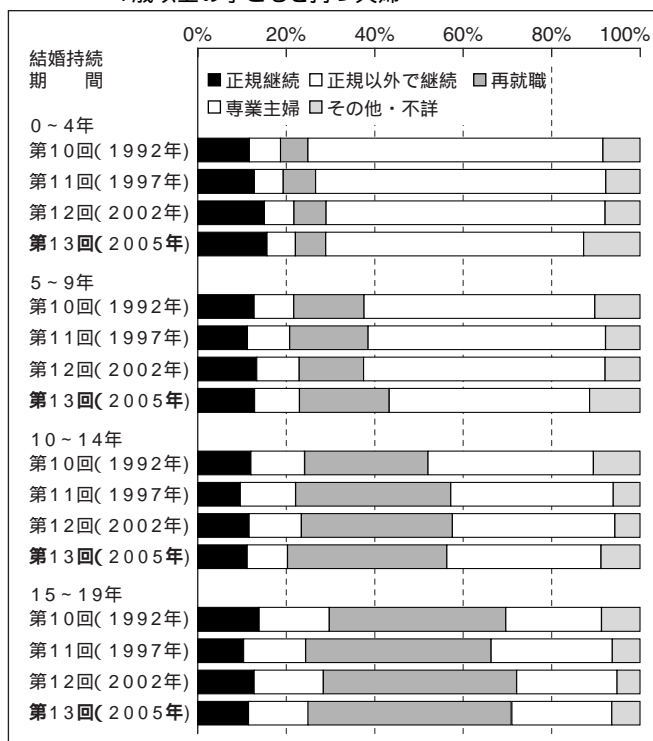 0% 20% 40% 60% 80% 100%
結婚持続
期　間
正規継続 正規以外で継続 再就職
専業主婦 その他・不詳
0~4年
第10回(1992年)
第11回(1997年)
第12回(2002年)
第13回(2005年)
5~9年
第10回(1992年)
第11回(1997年)
第12回(2002年)
第13回(2005年)
10~14年
第10回(1992年)
第11回(1997年)
第12回(2002年)
第13回(2005年)
15~19年
第10回(1992年)
第11回(1997年)
第12回(2002年)
第13回(2005年)